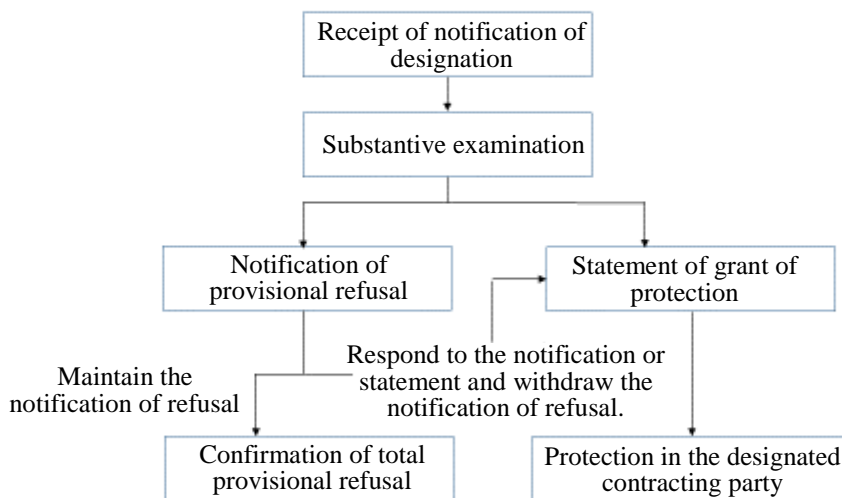 Receipt of notification of
designation
Substantive examination
Notification of
provisional refusal
Statement of grant of
protection
Maintain the
notification of refusal
Respond to the notification or
statement and withdraw the
notification of refusal.
Confirmation of total
provisional refusal
Protection in the designated
contracting party